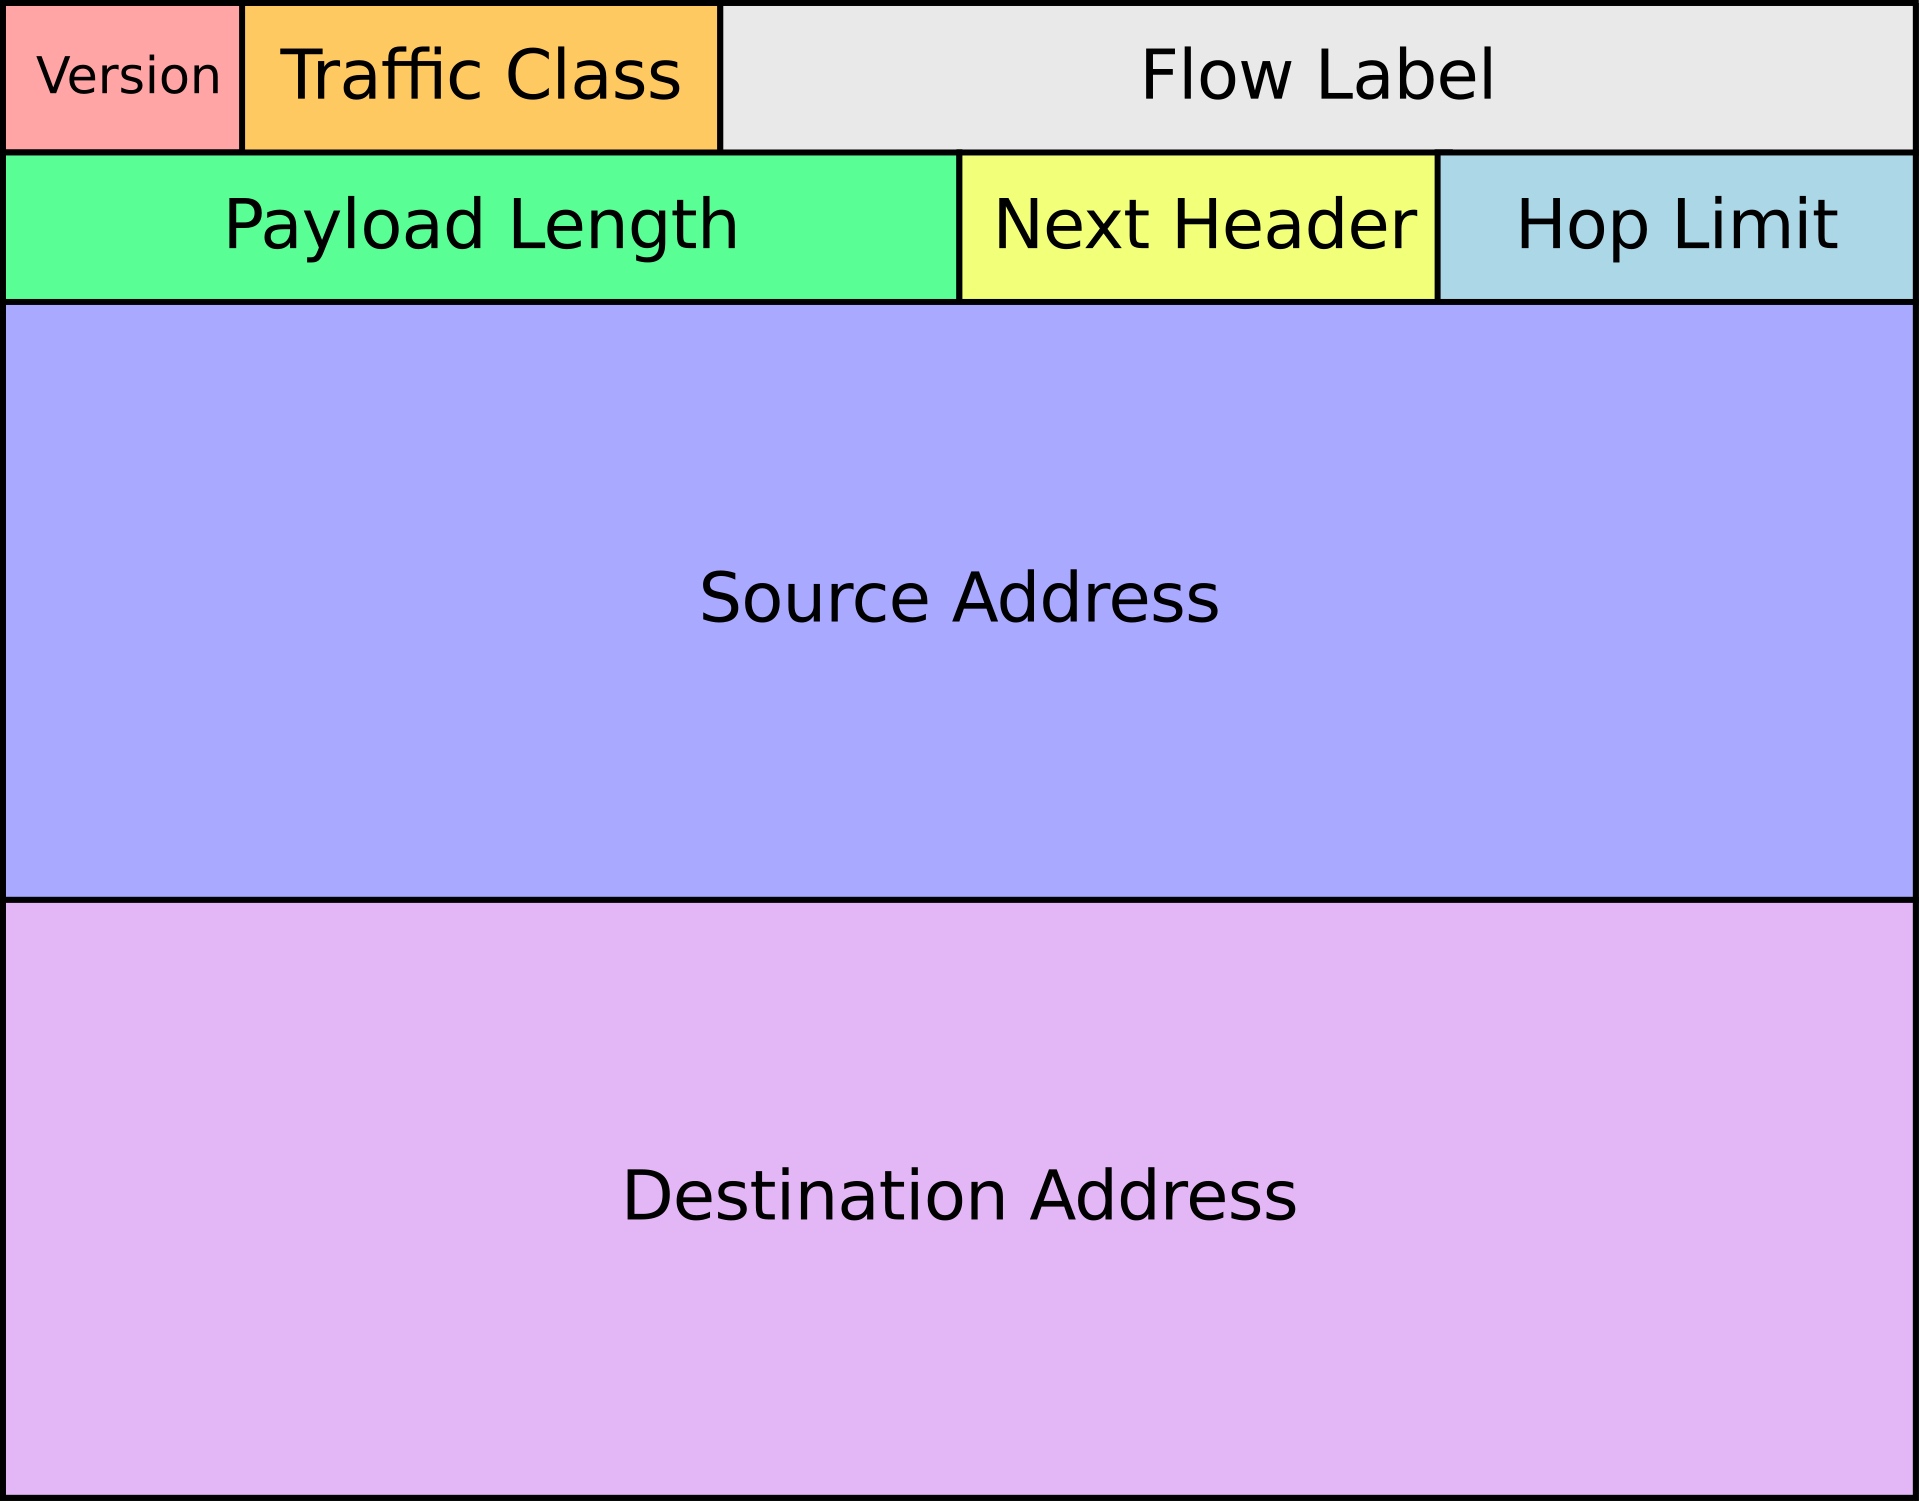 Version
Traffic Class
Flow Label
Payload Length
Next Header
Hop Limit
Source Address
Destination Address